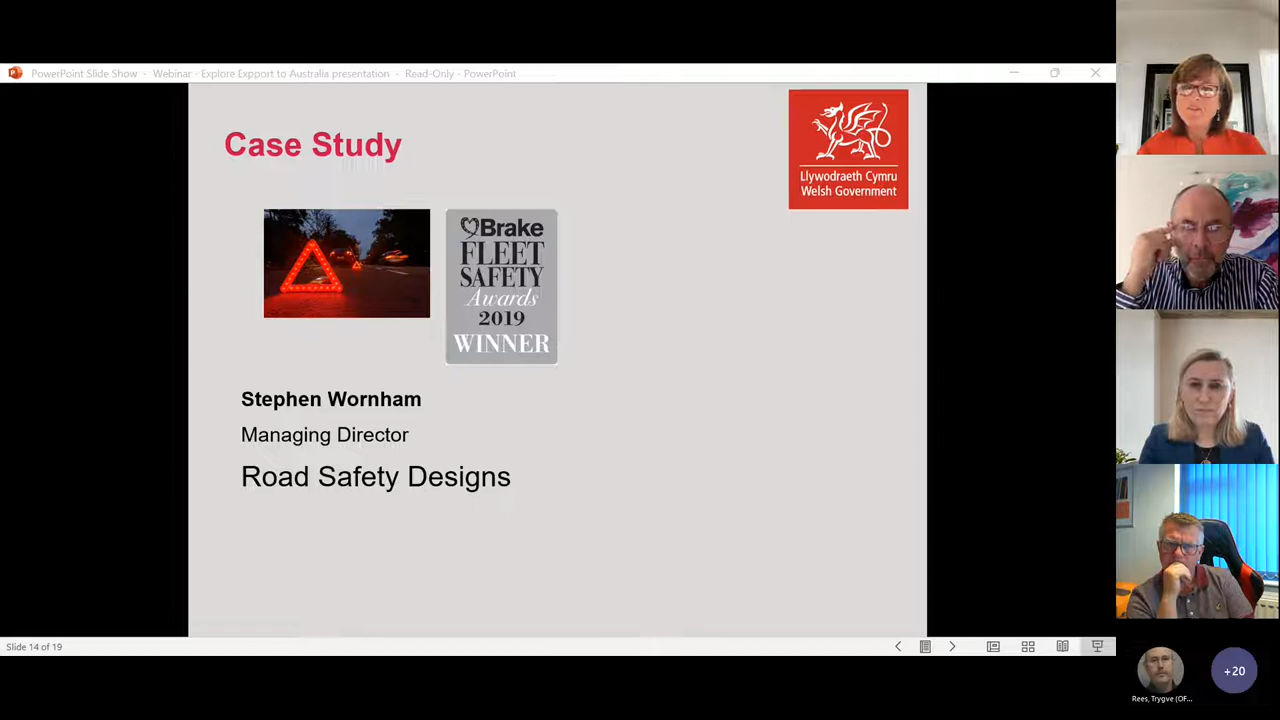 PowerPoint Slide Show - Webinar - Explore Expport to Australia presentation - Read-Only - PowerPoint
Case Study
Llywodraeth Cymru
Welsh Government
Brake
FLEET
SAFETY
Awards
2019
WINNER
Stephen Wornham
Managing Director
Road Safety Designs
Slide 14 of 19
+20
Rees, Trygve (OF...